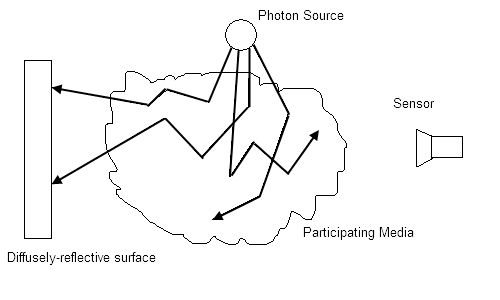 Photon Source
Sensor
Participating Media
Diffusely-reflective surface